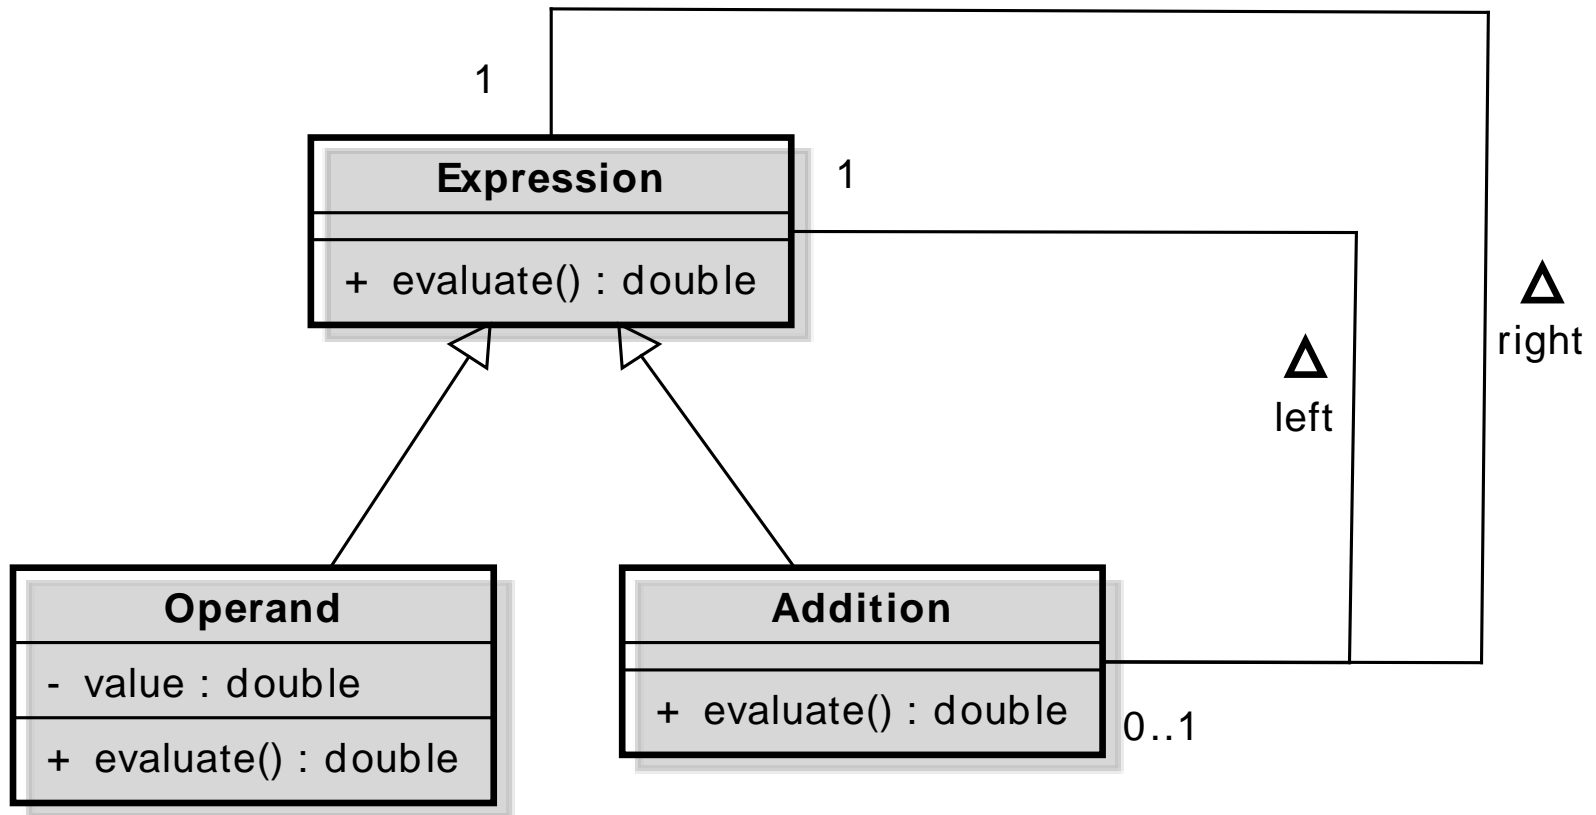 1
Expression
1
+ evaluate() : double
right
left
Operand
- value : double
+ evaluate() : double
Addition
+ evaluate() : double
0..1